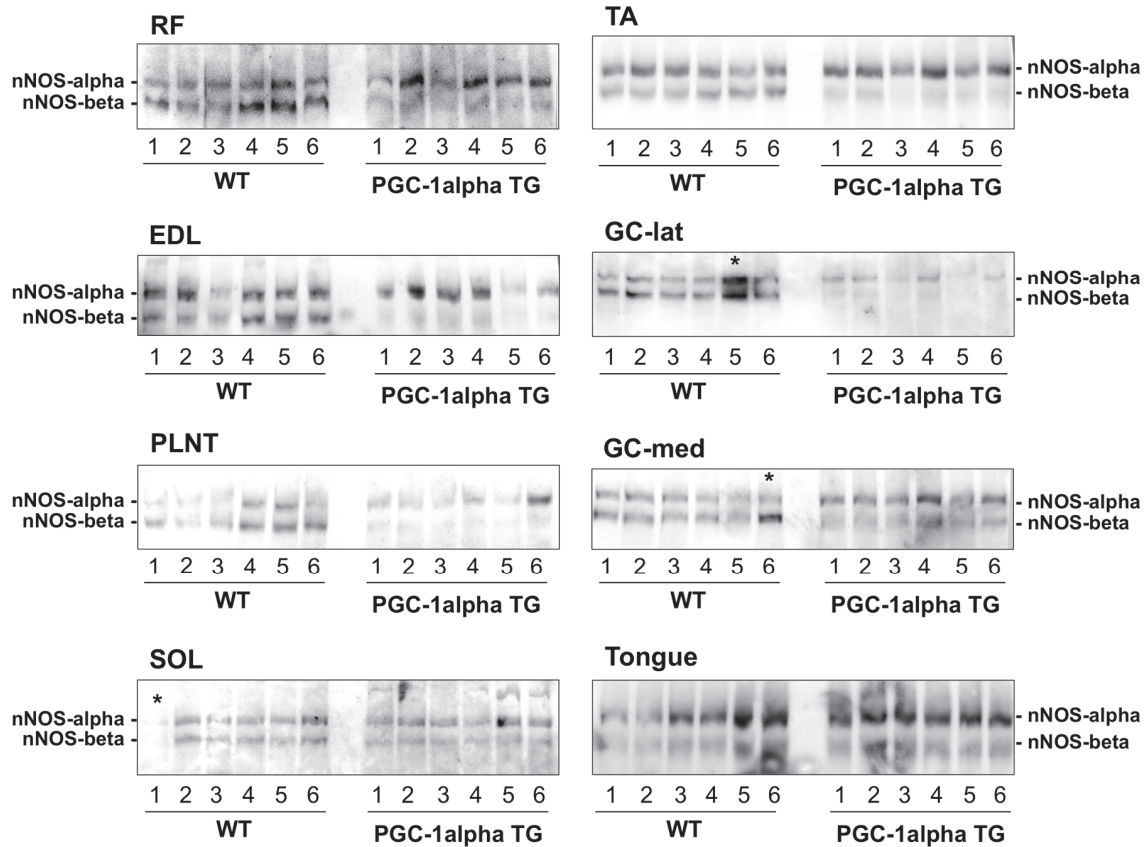 RF
nNOS-alpha
nNOS-beta
1 2 3 4 5 6 1 2 3 4 5 6
WT PGC-1alpha TG
TA
nNOS-alpha
nNOS-beta
1 2 3 4 5 6 1 2 3 4 5 6
WT PGC-1alpha TG
EDL
nNOS-alpha
nNOS-beta
1 2 3 4 5 6 1 2 3 4 5 6
WT PGC-1alpha TG
GC-lat
*
nNOS-alpha
nNOS-beta
1 2 3 4 5 6 1 2 3 4 5 6
WT PGC-1alpha TG
PLNT
nNOS-alpha
nNOS-beta
1 2 3 4 5 6 1 2 3 4 5 6
WT PGC-1alpha TG
GC-med
*
nNOS-alpha
nNOS-beta
1 2 3 4 5 6 1 2 3 4 5 6
WT PGC-1alpha TG
SOL
*
nNOS-alpha
nNOS-beta
1 2 3 4 5 6 1 2 3 4 5 6
WT PGC-1alpha TG
Tongue
nNOS-alpha
nNOS-beta
1 2 3 4 5 6 1 2 3 4 5 6
WT PGC-1alpha TG